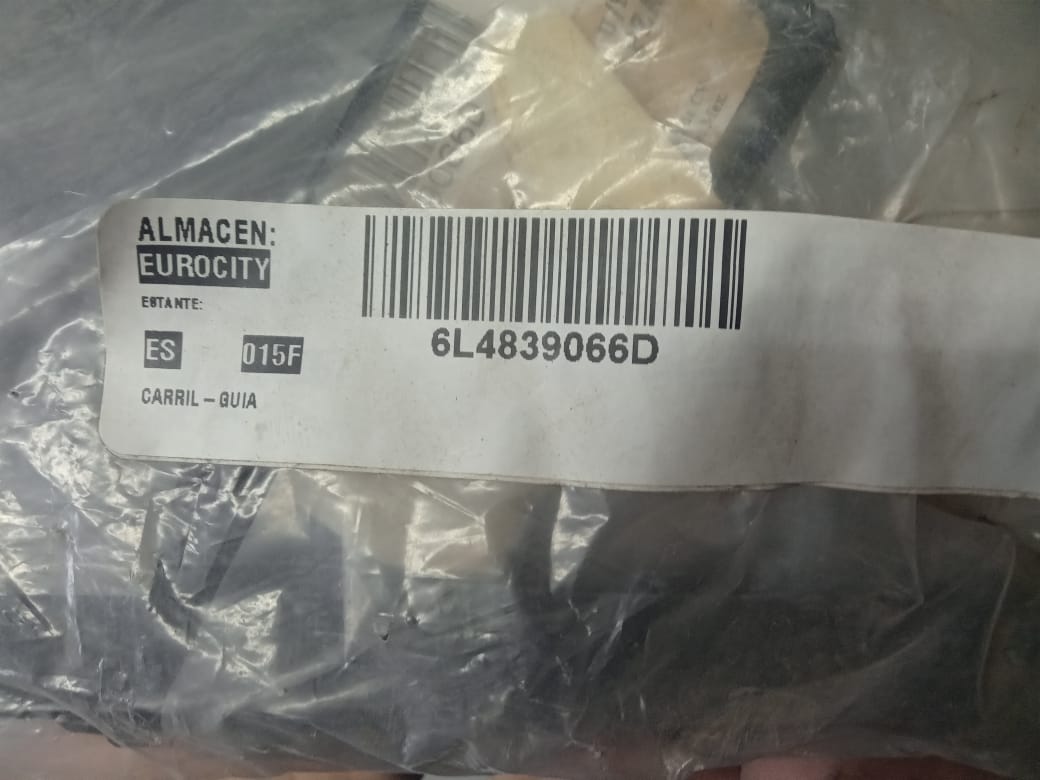 ALMACEN:
EUROCITY
ESTANTE:
ES 015F
CARRIL-GUIA
6L4839066D